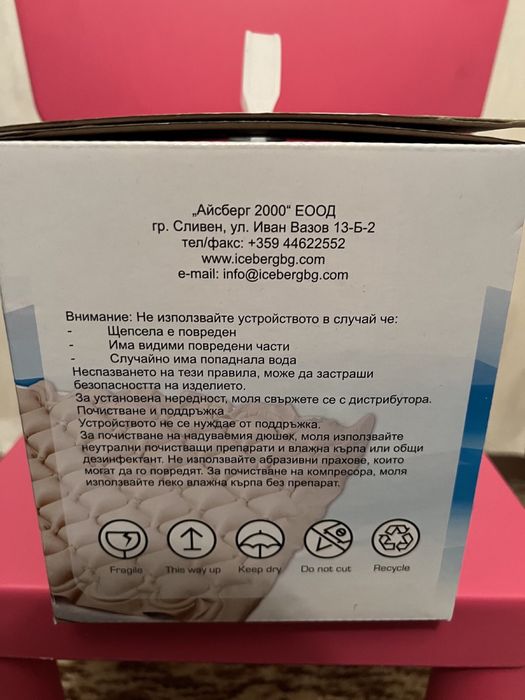 „Айсберг 2000“ ЕООД
гр. Сливен, ул. Иван Вазов 13-Б-2
тел/факс: +359 44622552
www.icebergbg.com
e-mail: info@icebergbg.com
Внимание: Не използвайте устройството в случай че:
- Щепсела е повреден
- Има видими повредени части
- Случайно има попаднала вода
Неспазването на тези правила, може да застраши
безопасността на изделието.
За установена нередност, моля свържете се с дистрибутора.
Почистване и поддръжка
Устройството не се нуждае от поддръжка.
За почистване на надуваемия дюшек, моля използвайте
неутрални почистващи препарати и влажна кърпа или общи
дезинфектант. Не използвайте абразивни прахове, които
могат да го повредят. За почистване на компресора, моля
използвайте леко влажна кърпа без препарат.
Fragile This way up Keep dry Do not cut Recycle